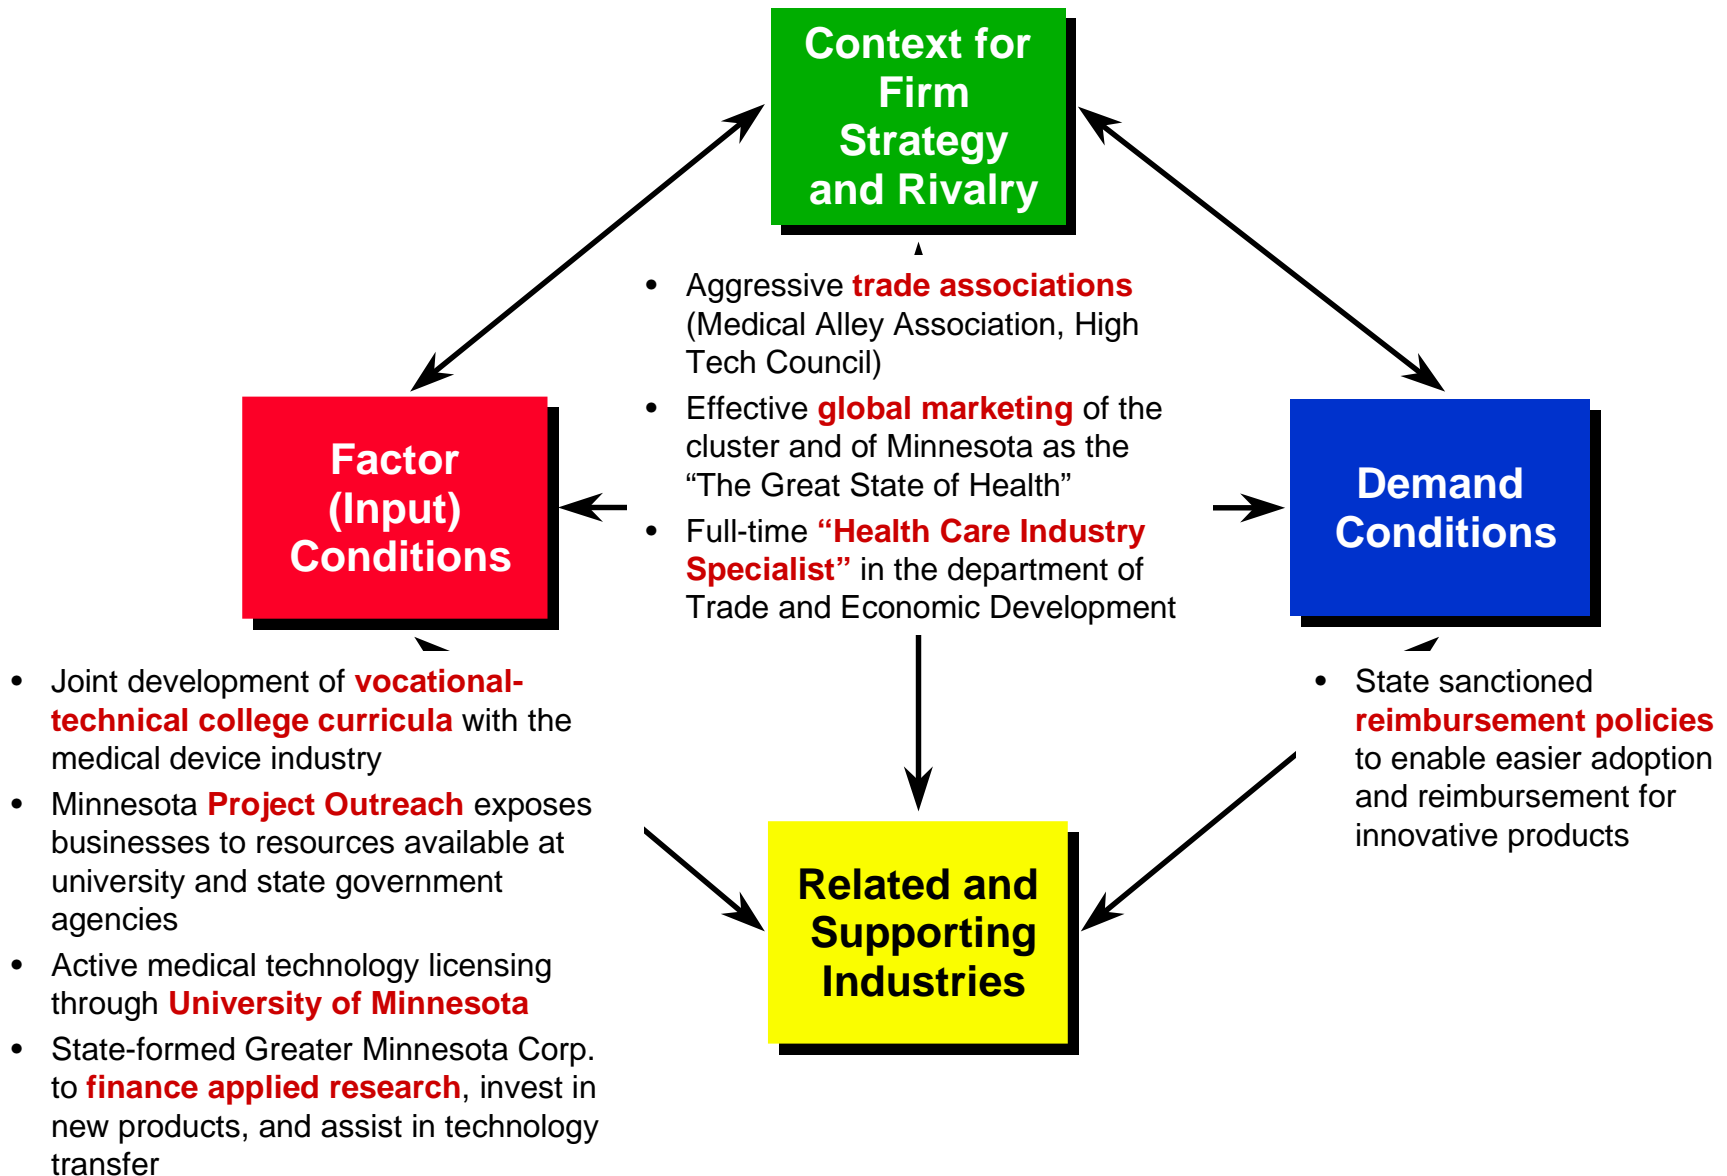 Context for
Firm
Strategy
and Rivalry
• Aggressive trade associations
(Medical Alley Association, High
Tech Council)
• Effective global marketing of the
cluster and of Minnesota as the
“The Great State of Health”
• Full-time “Health Care Industry
Specialist” in the department of
Trade and Economic Development
Factor
(Input)
Conditions
Demand
Conditions
• Joint development of vocational-
technical college curricula with the
medical device industry
• Minnesota Project Outreach exposes
businesses to resources available at
university and state government
agencies
• Active medical technology licensing
through University of Minnesota
• State-formed Greater Minnesota Corp.
to finance applied research, invest in
new products, and assist in technology
transfer
• State sanctioned
reimbursement policies
to enable easier adoption
and reimbursement for
innovative products
Related and
Supporting
Industries